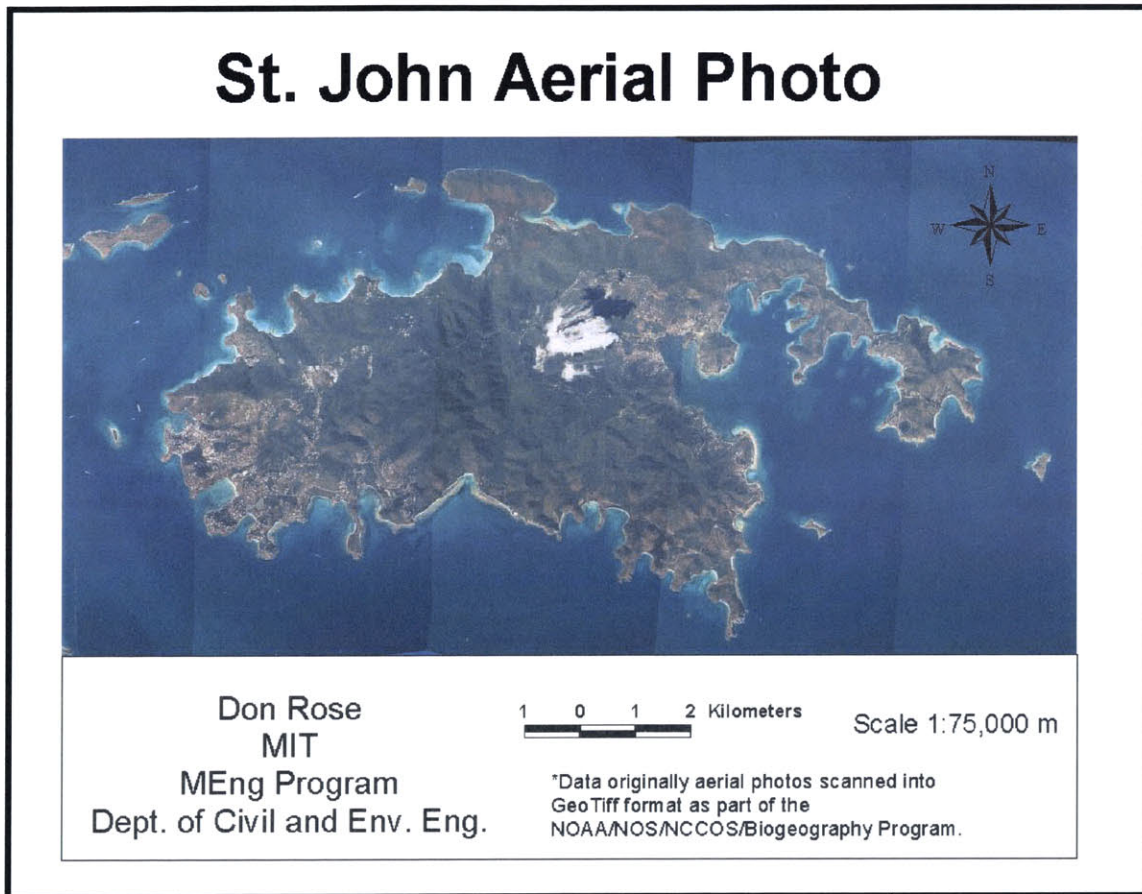 St. John Aerial Photo
N
W E
S
Don Rose
MIT
MEng Program
Dept. of Civil and Env. Eng.
1 0 1 2 Kilometers
Scale 1:75,000 m
*Data originally aerial photos scanned into
GeoTiff format as part of the
NOAA/NOS/NCCOS/Biogeography Program.